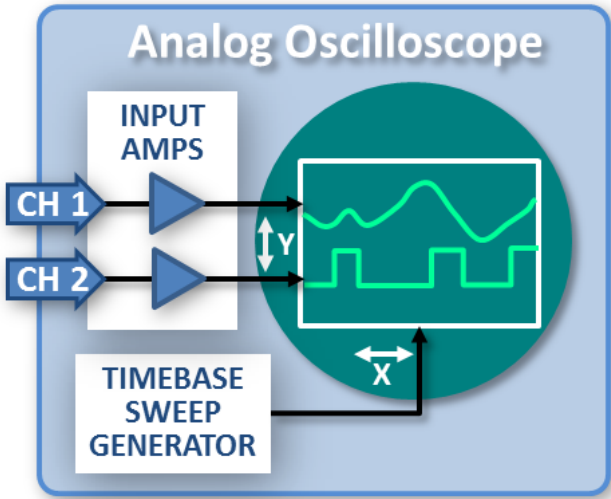 Analog Oscilloscope
INPUT
AMPS
CH 1
CH 2
Y
X
TIMEBASE
SWEEP
GENERATOR